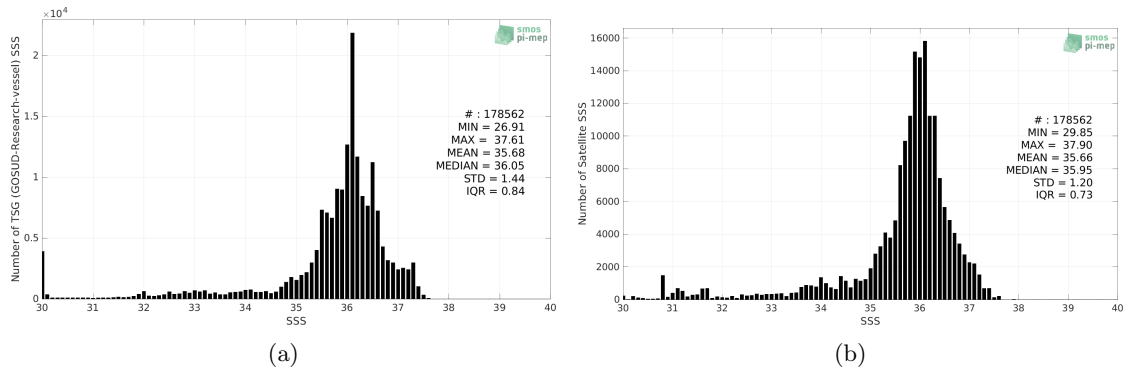 ×10⁴
Number of TSG (GOSUD-Research-vessel) SSS
2
1.5
1
0.5
0
30 31 32 33 34 35 36 37 38 39 40
SSS
smos
pi-mep
# : 178562
MIN = 26.91
MAX = 37.61
MEAN = 35.68
MEDIAN = 36.05
STD = 1.44
IQR = 0.84
(a)
Number of Satellite SSS
16000
14000
12000
10000
8000
6000
4000
2000
0
30 31 32 33 34 35 36 37 38 39 40
SSS
smos
pi-mep
# : 178562
MIN = 29.85
MAX = 37.90
MEAN = 35.66
MEDIAN = 35.95
STD = 1.20
IQR = 0.73
(b)